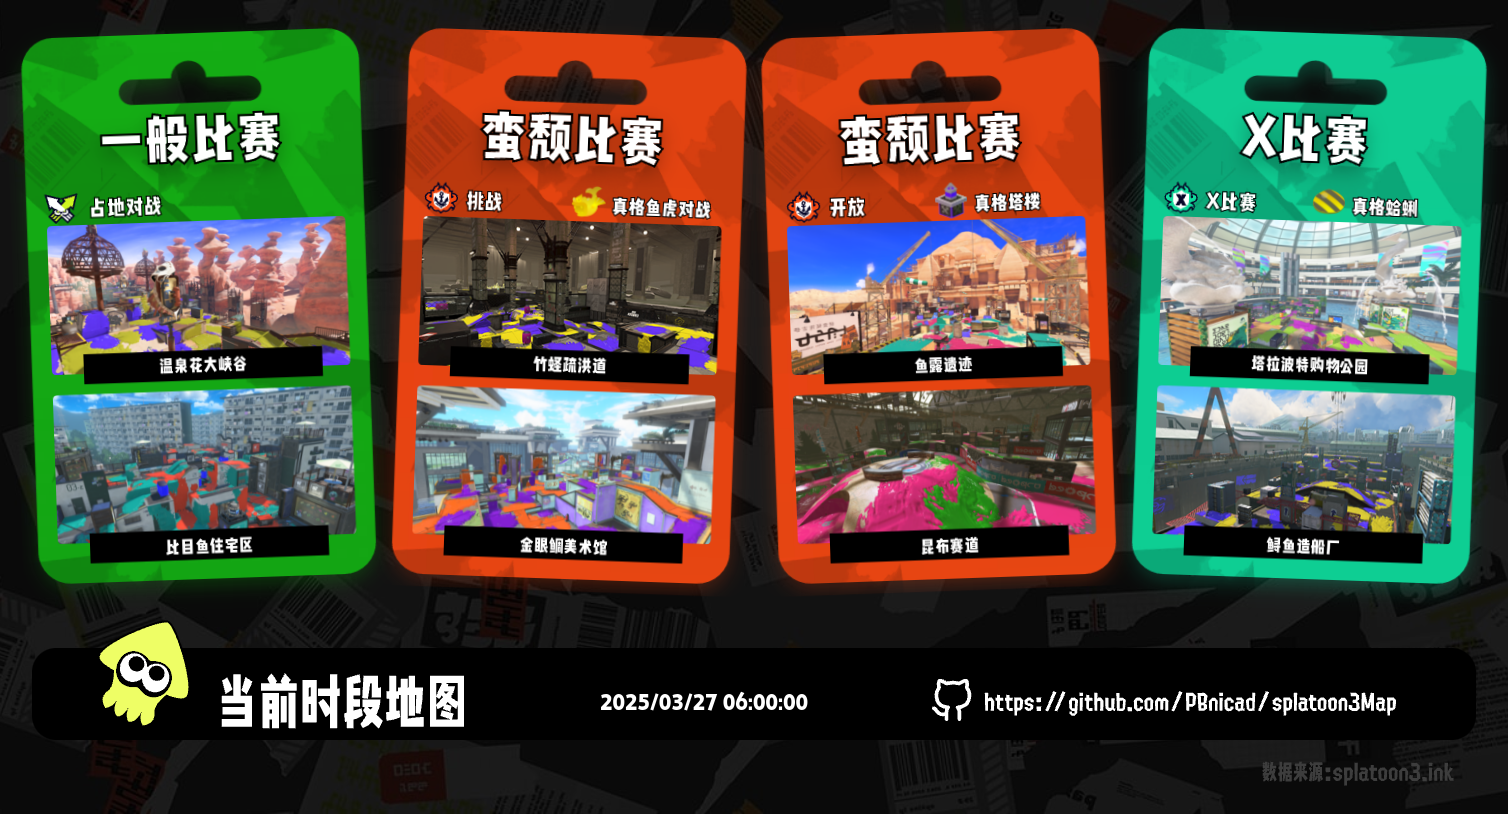 一般比赛
占地对战
温泉花大峡谷
比目鱼住宅区
蛮颓比赛
挑战
真格鱼虎对战
竹蛏疏洪道
金眼鲷美术馆
蛮颓比赛
开放
真格塔楼
鱼露遗迹
昆布赛道
X比赛
X比赛
真格蛤蜊
塔拉波特购物公园
鲟鱼造船厂
当前时段地图
2025/03/27 06:00:00
https://github.com/PBnicad/splatoon3Map
数据来源:splatoon3.ink